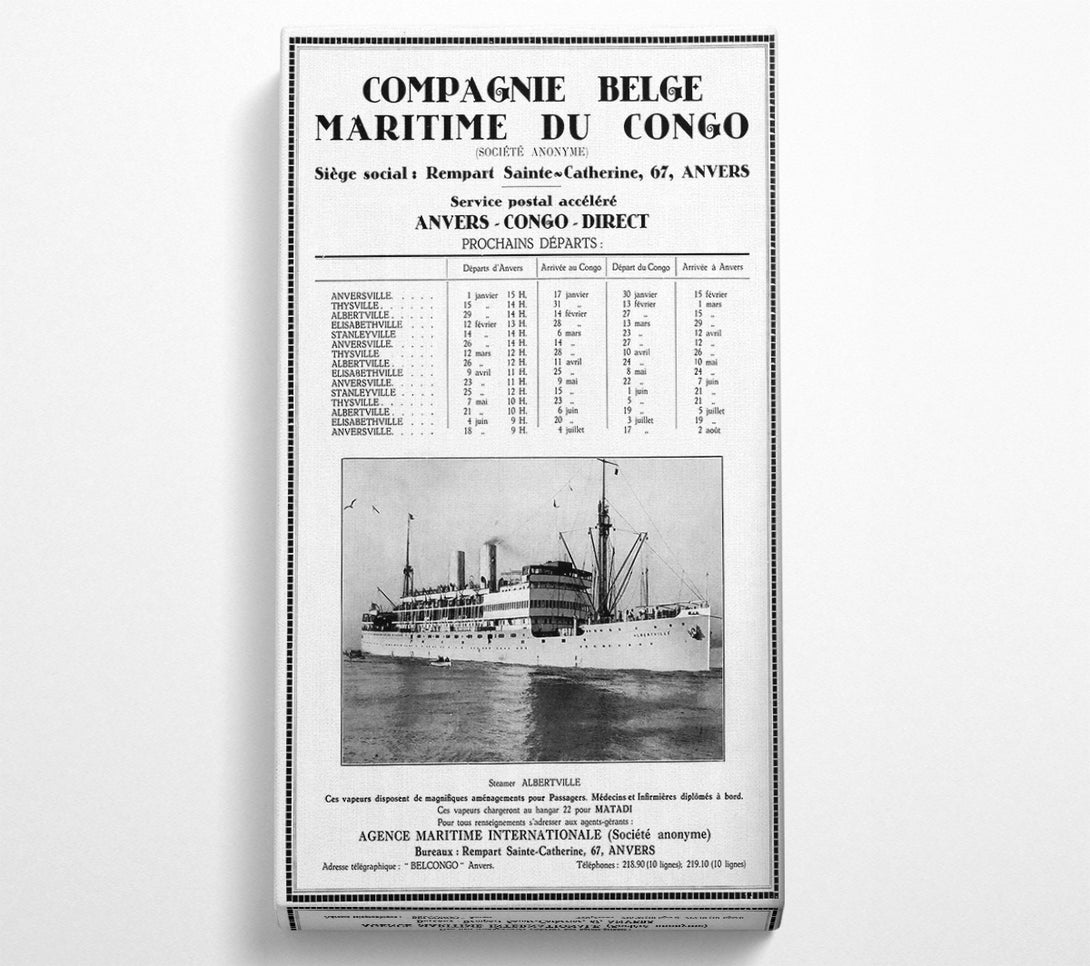 COMPAGNIE BELGE
MARITIME DU CONGO
(SOCIÉTÉ ANONYME)
Siège social : Rempart Sainte~Catherine, 67, ANVERS
Service postal accéléré
ANVERS - CONGO - DIRECT
PROCHAINS DÉPARTS :
Départs d'Anvers Arrivée au Congo Départ du Congo Arrivée à Anvers
ANVERSVILLE. . . . . 1 janvier 15 H. 17 janvier 30 janvier 15 février
THYSVILLE . . . . . . 15 „ 14 H. 31 „ 13 février 1 mars
ALBERTVILLE . . . . . 29 „ 14 H. 14 février 27 „ 15 „
ELISABETHVILLE . . . 12 février 13 H. 28 „ 13 mars 29 „
STANLEYVILLE . . . . 14 „ 14 H. 6 mars 23 „ 12 avril
ANVERSVILLE. . . . . 26 „ 14 H. 14 „ 27 „ 12 „
THYSVILLE . . . . . 12 mars 12 H. 28 „ 10 avril 26 „
ALBERTVILLE . . . . . 26 „ 12 H. 11 avril 24 „ 10 mai
ELISABETHVILLE . . . 9 avril 11 H. 25 „ 8 mai 24 „
ANVERSVILLE. . . . . 23 „ 11 H. 9 mai 22 „ 7 juin
STANLEYVILLE . . . . 25 „ 12 H. 15 „ 1 juin 21 „
THYSVILLE . . . . . . 7 mai 10 H. 23 „ 5 „ 21 „
ALBERTVILLE . . . . . 21 „ 10 H. 6 juin 19 „ 5 juillet
ELISABETHVILLE . . . 4 juin 9 H. 20 „ 3 juillet 19 „
ANVERSVILLE. . . . . 18 „ 9 H. 4 juillet 17 „ 2 août
ALBERTVILLE
Steamer ALBERTVILLE
Ces vapeurs disposent de magnifiques aménagements pour Passagers. Médecins et Infirmières diplômés à bord.
Ces vapeurs chargeront au hangar 22 pour MATADI
Pour tous renseignements s'adresser aux agents-gérants :
AGENCE MARITIME INTERNATIONALE (Société anonyme)
Bureaux : Rempart Sainte-Catherine, 67, ANVERS
Adresse télégraphique : " BELCONGO " Anvers. Téléphones : 218.90 (10 lignes); 219.10 (10 lignes)